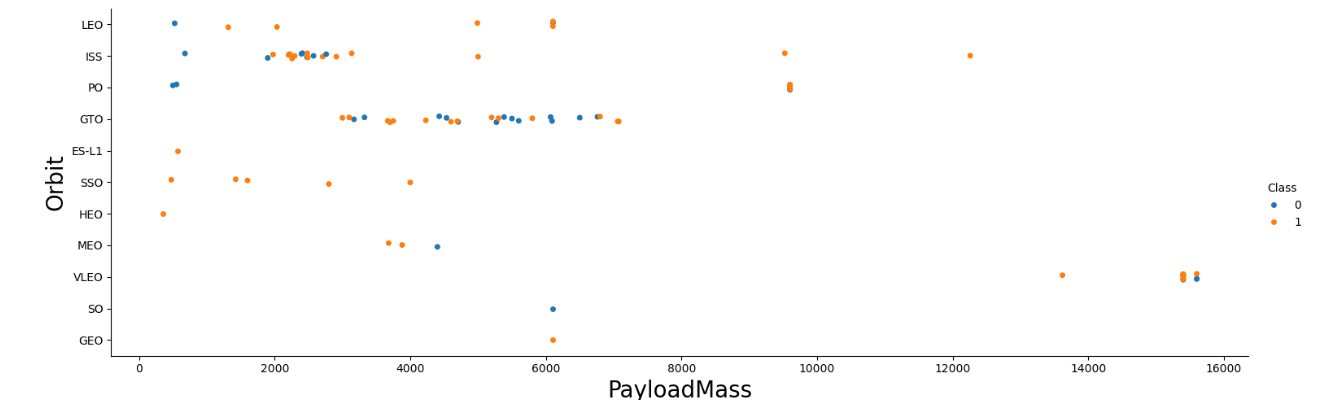 LEO
ISS
PO
GTO
ES-L1
SSO
HEO
MEO
VLEO
SO
GEO
Orbit
0 2000 4000 6000 8000 10000 12000 14000 16000
PayloadMass
Class
0
1